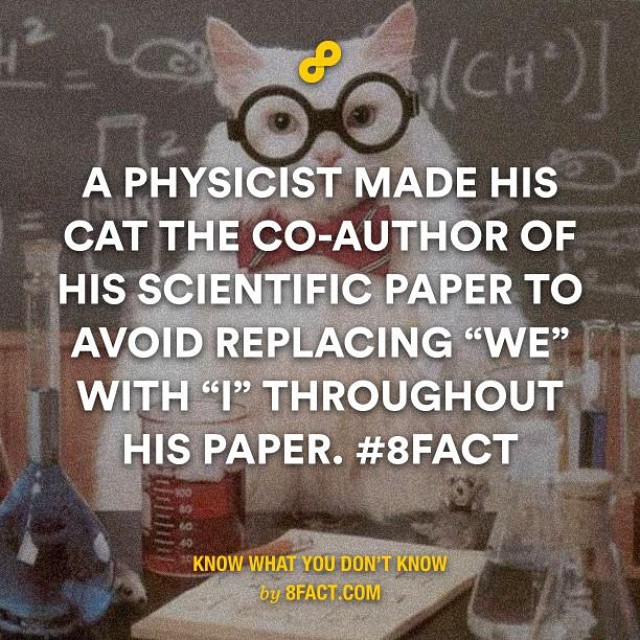 A PHYSICIST MADE HIS
CAT THE CO-AUTHOR OF
HIS SCIENTIFIC PAPER TO
AVOID REPLACING “WE”
WITH “I” THROUGHOUT
HIS PAPER. #8FACT
KNOW WHAT YOU DON'T KNOW
by 8FACT.COM